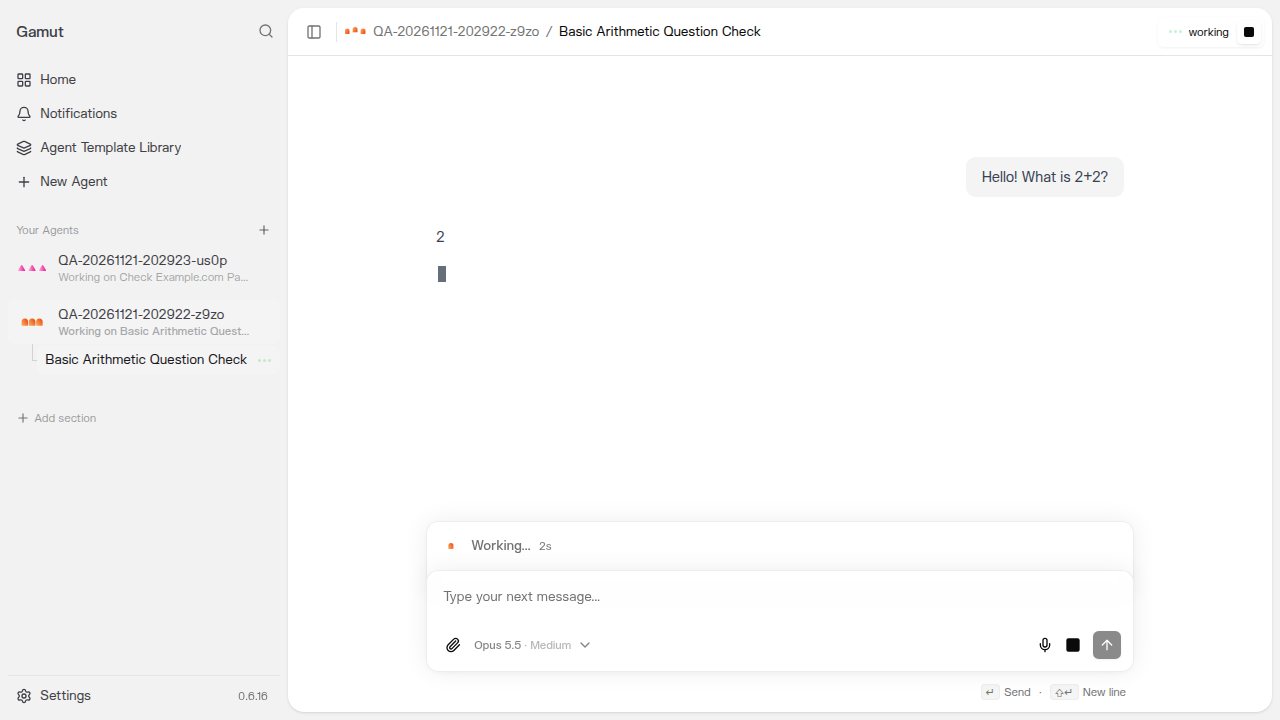 Gamut
Home
Notifications
Agent Template Library
New Agent
Your Agents
QA-20261121-202923-us0p
Working on Check Example.com Pa...
QA-20261121-202922-z9zo
Working on Basic Arithmetic Quest...
Basic Arithmetic Question Check
Add section
Settings
0.6.16
QA-20261121-202922-z9zo / Basic Arithmetic Question Check
working
Hello! What is 2+2?
2
Working... 2s
Type your next message...
Opus 5.5 · Medium
Send · New line